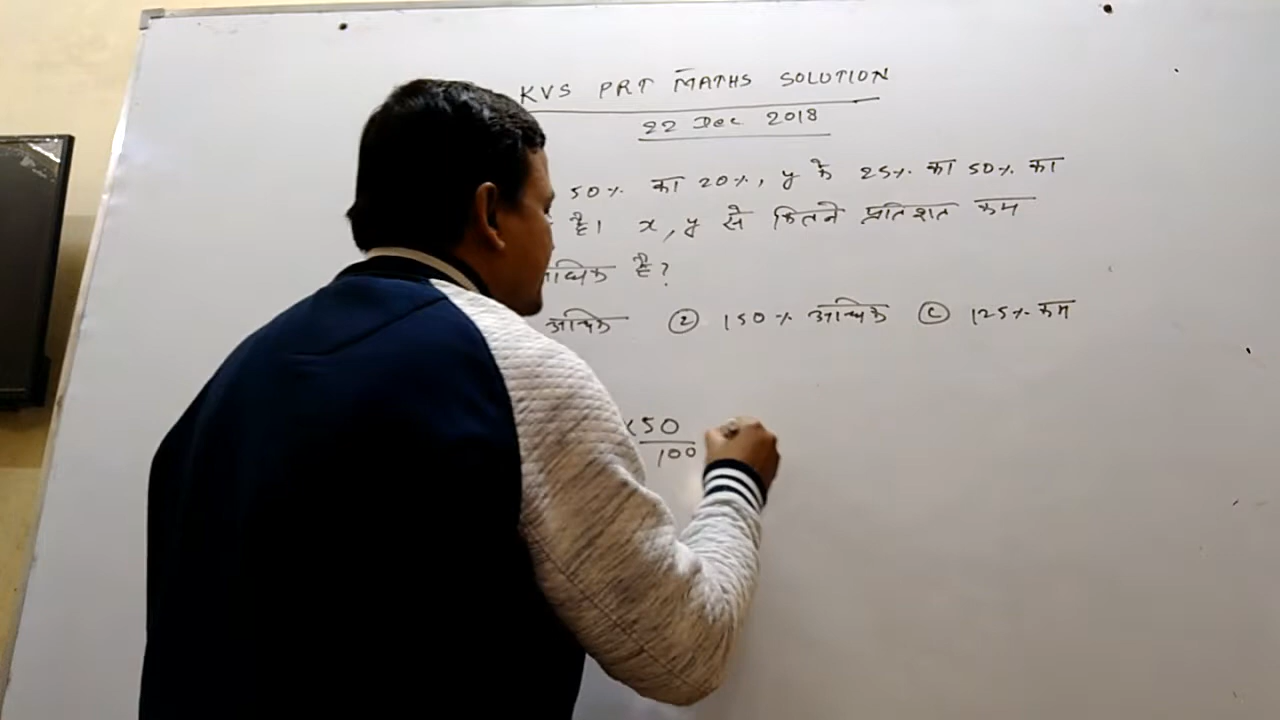 KVS PRT MATHS SOLUTION
22 Dec 2018
50% का 20%, y के 25% का 50% का
है। x, y से कितने प्रतिशत कम
है?
अधिक (2) 150% अधिक (c) 125% कम
50
100